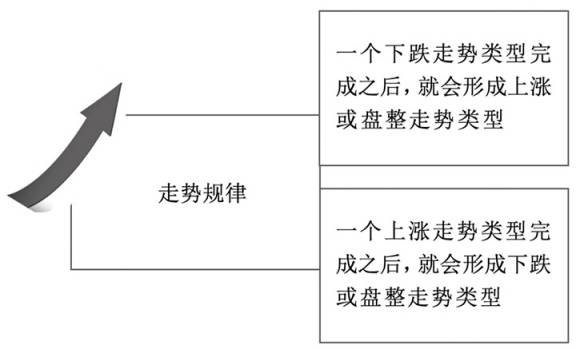 一个下跌走势类型完
成之后，就会形成上涨
或盘整走势类型
走势规律
一个上涨走势类型完
成之后，就会形成下跌
或盘整走势类型